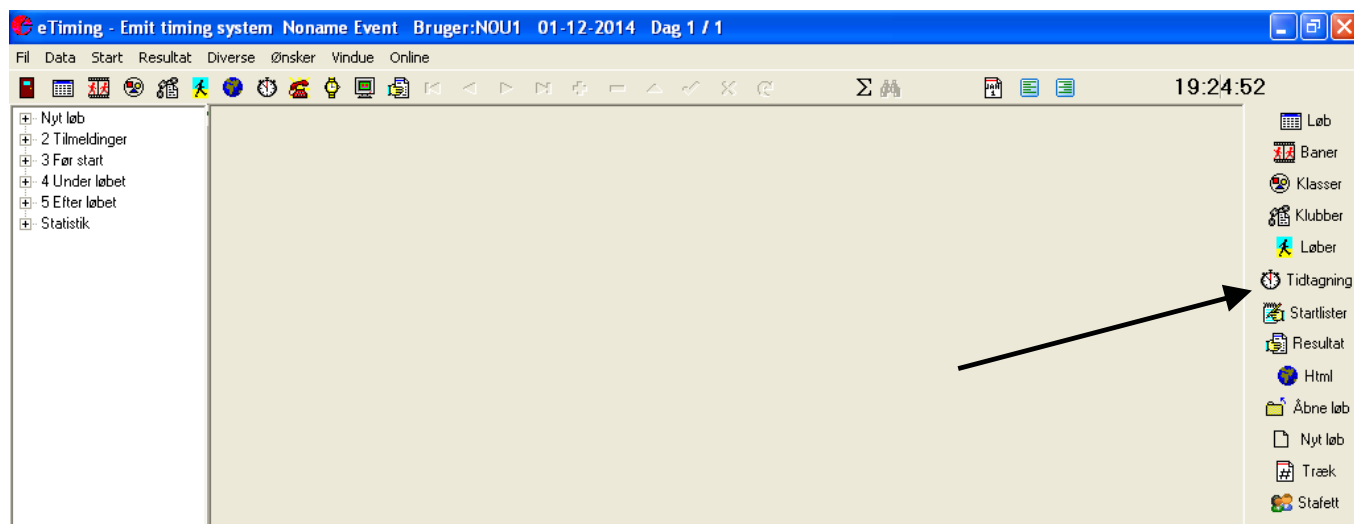 eTiming - Emit timing system Noname Event Bruger:NOU1 01-12-2014 Dag 1 / 1
Fil Data Start Resultat Diverse Ønsker Vindue Online
19:24:52
Nyt løb
2 Tilmeldinger
3 Før start
4 Under løbet
5 Efter løbet
Statistik
Løb
Baner
Klasser
Klubber
Løber
Tidtagning
Startlister
Resultat
Html
Åbne løb
Nyt løb
Træk
Stafett